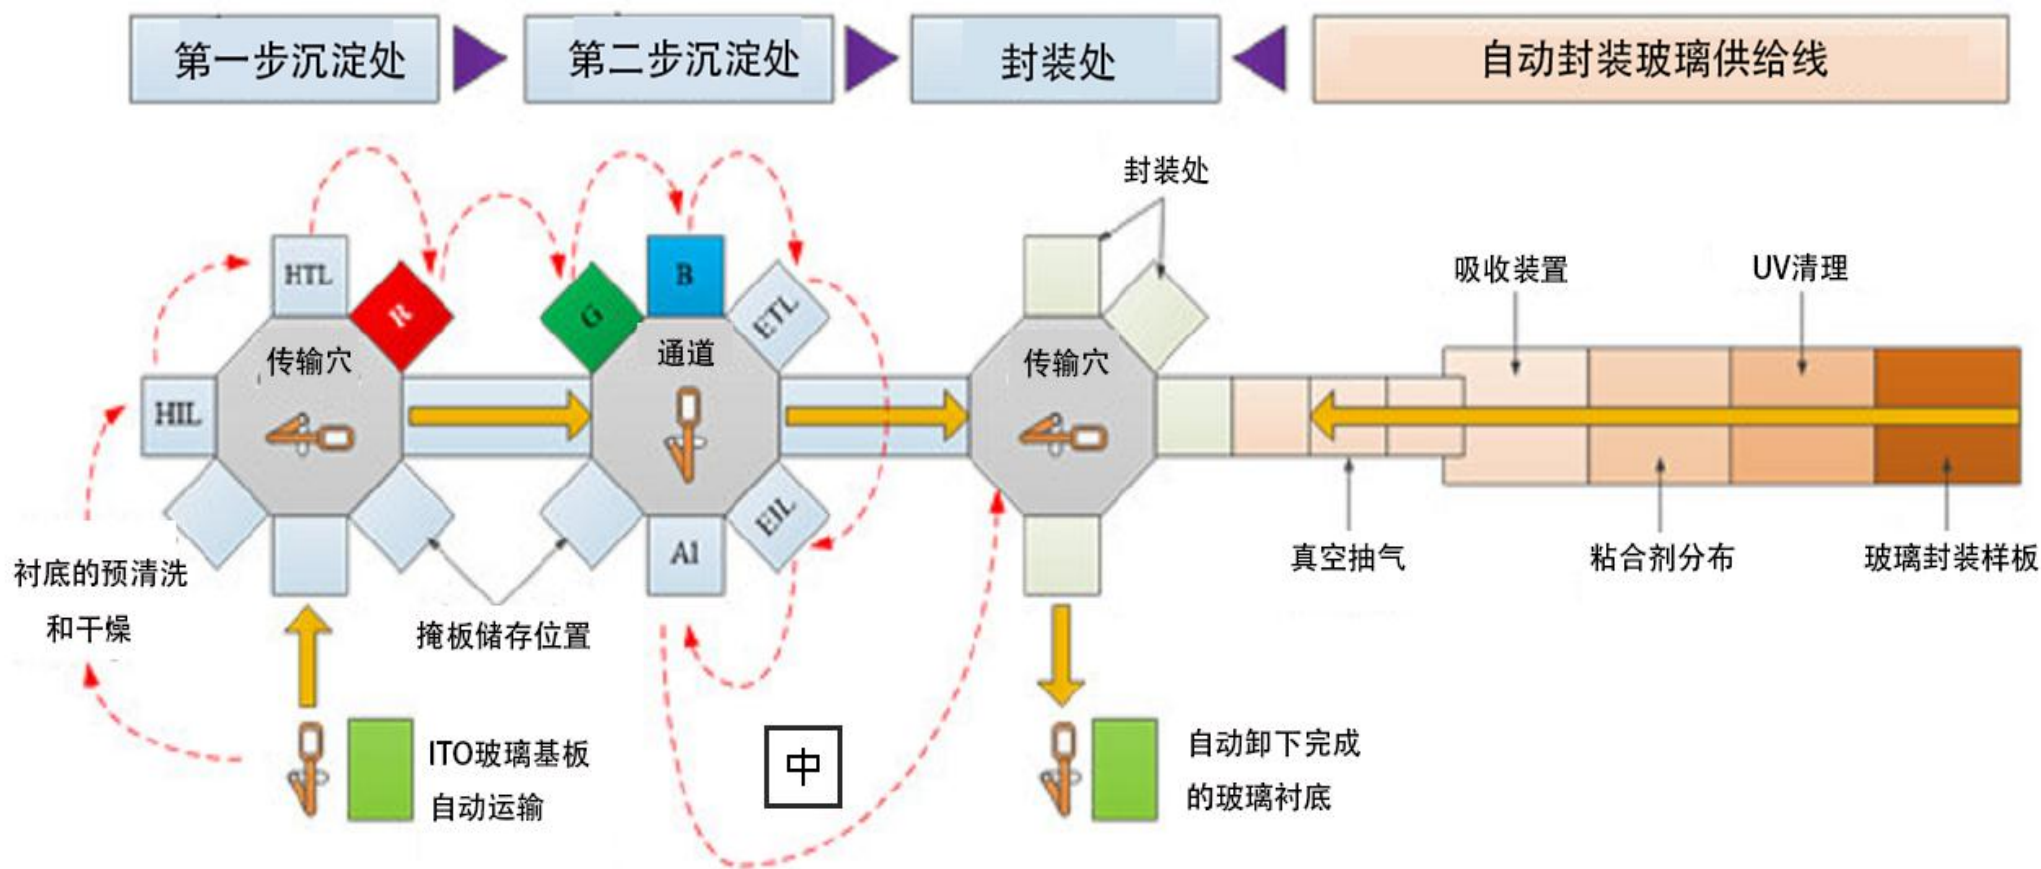 第一步沉淀处
第二步沉淀处
封装处
自动封装玻璃供给线
封装处
HTL
R
G
B
ETL
吸收装置
UV清理
传输穴
通道
传输穴
HIL
EIL
Al
衬底的预清洗
和干燥
掩板储存位置
真空抽气
粘合剂分布
玻璃封装样板
ITO玻璃基板
自动运输
中
自动卸下完成
的玻璃衬底